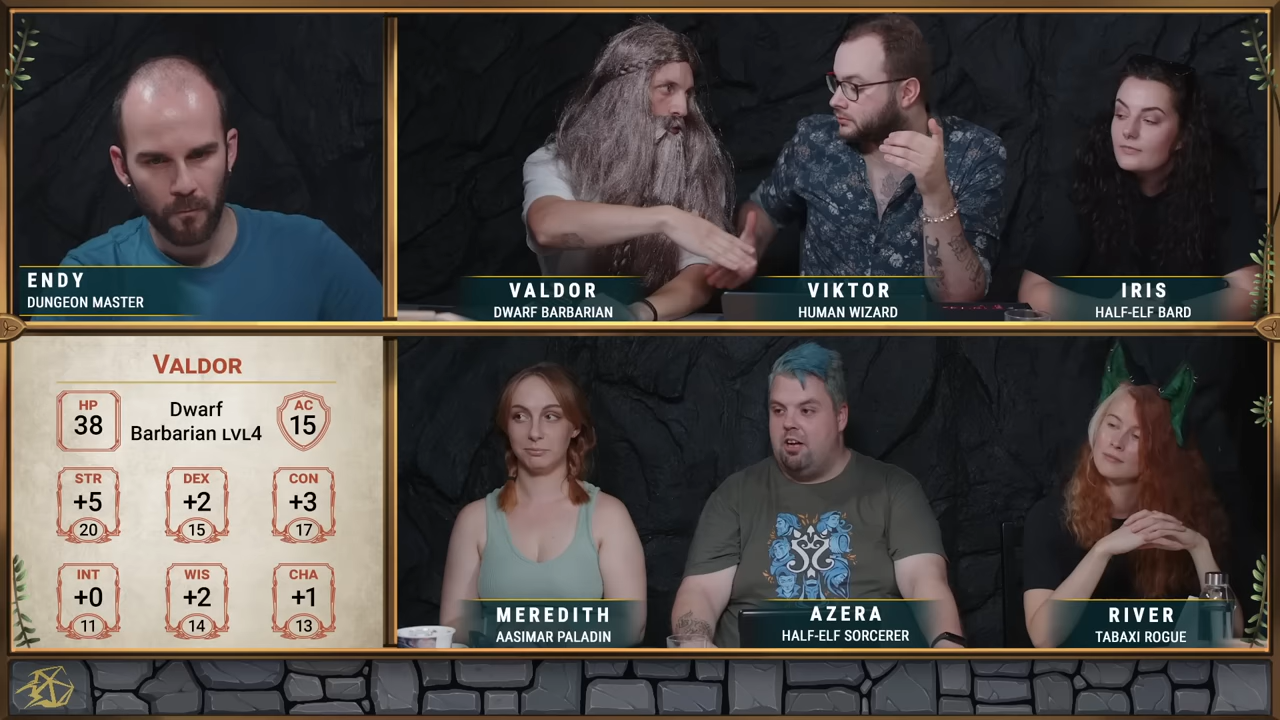 ENDY
DUNGEON MASTER
VALDOR
DWARF BARBARIAN
VIKTOR
HUMAN WIZARD
IRIS
HALF-ELF BARD
VALDOR
HP
38
Dwarf
Barbarian LVL4
AC
15
STR
+5
20
DEX
+2
15
CON
+3
17
INT
+0
11
WIS
+2
14
CHA
+1
13
MEREDITH
AASIMAR PALADIN
AZERA
HALF-ELF SORCERER
RIVER
TABAXI ROGUE